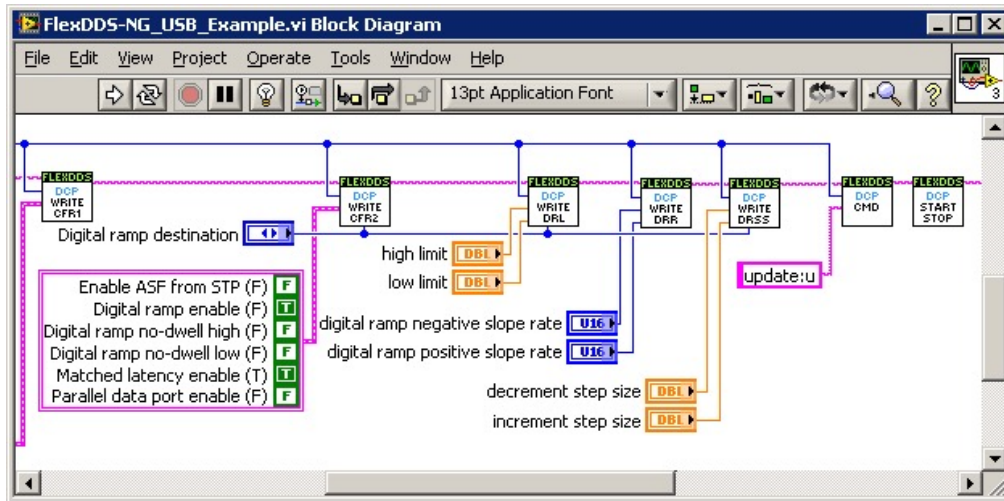 FlexDDS-NG_USB_Example.vi Block Diagram
File Edit View Project Operate Tools Window Help
13pt Application Font
3
FLEXDDS DCP WRITE CFR1
FLEXDDS DCP WRITE CFR2
FLEXDDS DCP WRITE DRL
FLEXDDS DCP WRITE DRR
FLEXDDS DCP WRITE DRSS
FLEXDDS DCP CMD
FLEXDDS DCP START STOP
Digital ramp destination
high limit DBL
low limit DBL
update:u
Enable ASF from STP (F) F
Digital ramp enable (F) T
Digital ramp no-dwell high (F) F
Digital ramp no-dwell low (F) F
Matched latency enable (T) T
Parallel data port enable (F) F
digital ramp negative slope rate U16
digital ramp positive slope rate U16
decrement step size DBL
increment step size DBL